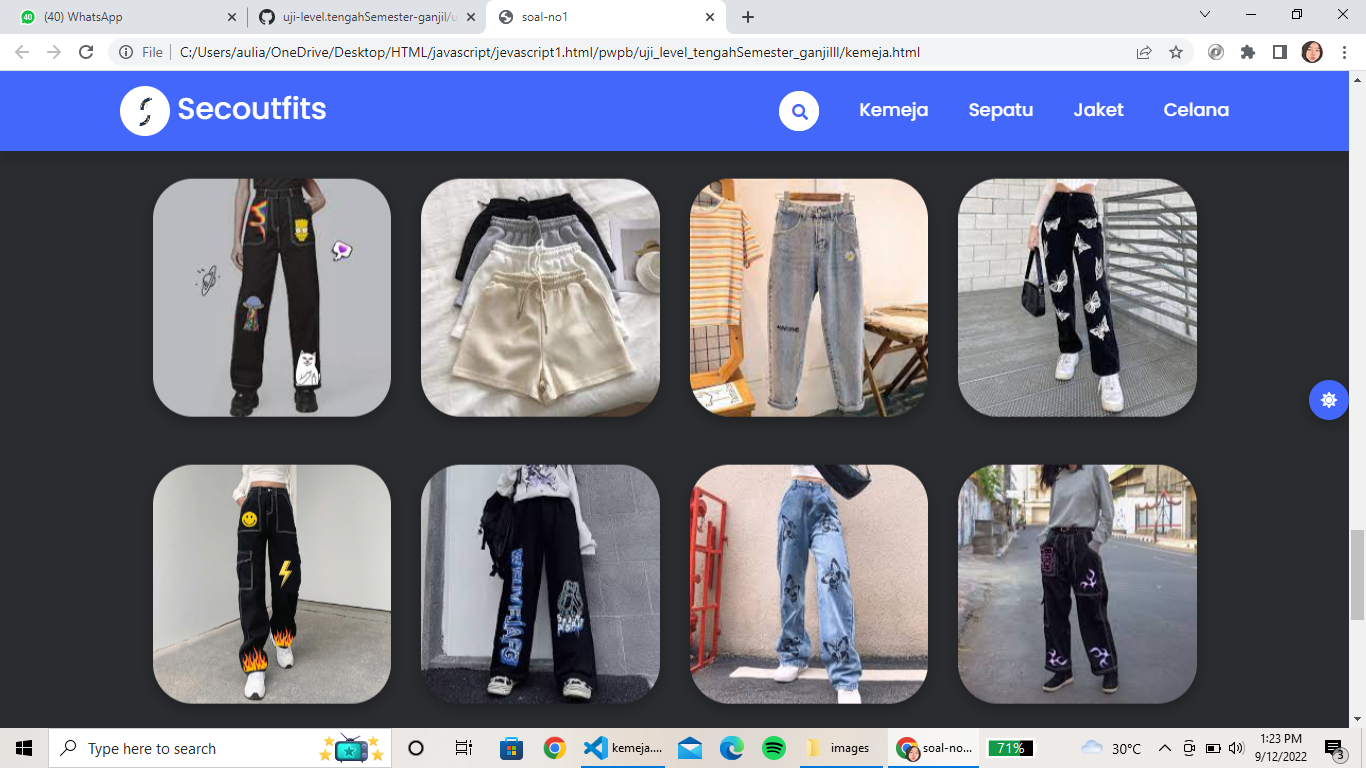 (40) WhatsApp
uji-level.tengahSemester-ganjil/u
soal-no1
File
C:/Users/aulia/OneDrive/Desktop/HTML/javascript/jevascript1.html/pwpb/uji_level_tengahSemester_ganjilll/kemeja.html
Secoutfits
Kemeja
Sepatu
Jaket
Celana
Type here to search
kemeja....
images
soal-no...
71%
30°C
1:23 PM
9/12/2022
3